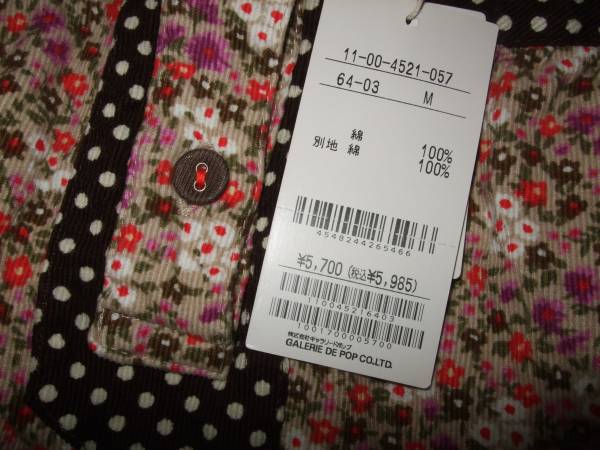 11-00-4521-057
64-03 M
綿 100%
別地 綿 100%
4548244265466
¥5,700(税込¥5,985)
110045216403
1001700005700
株式会社ギャラリードポップ
GALERIE DE POP CO.LTD.